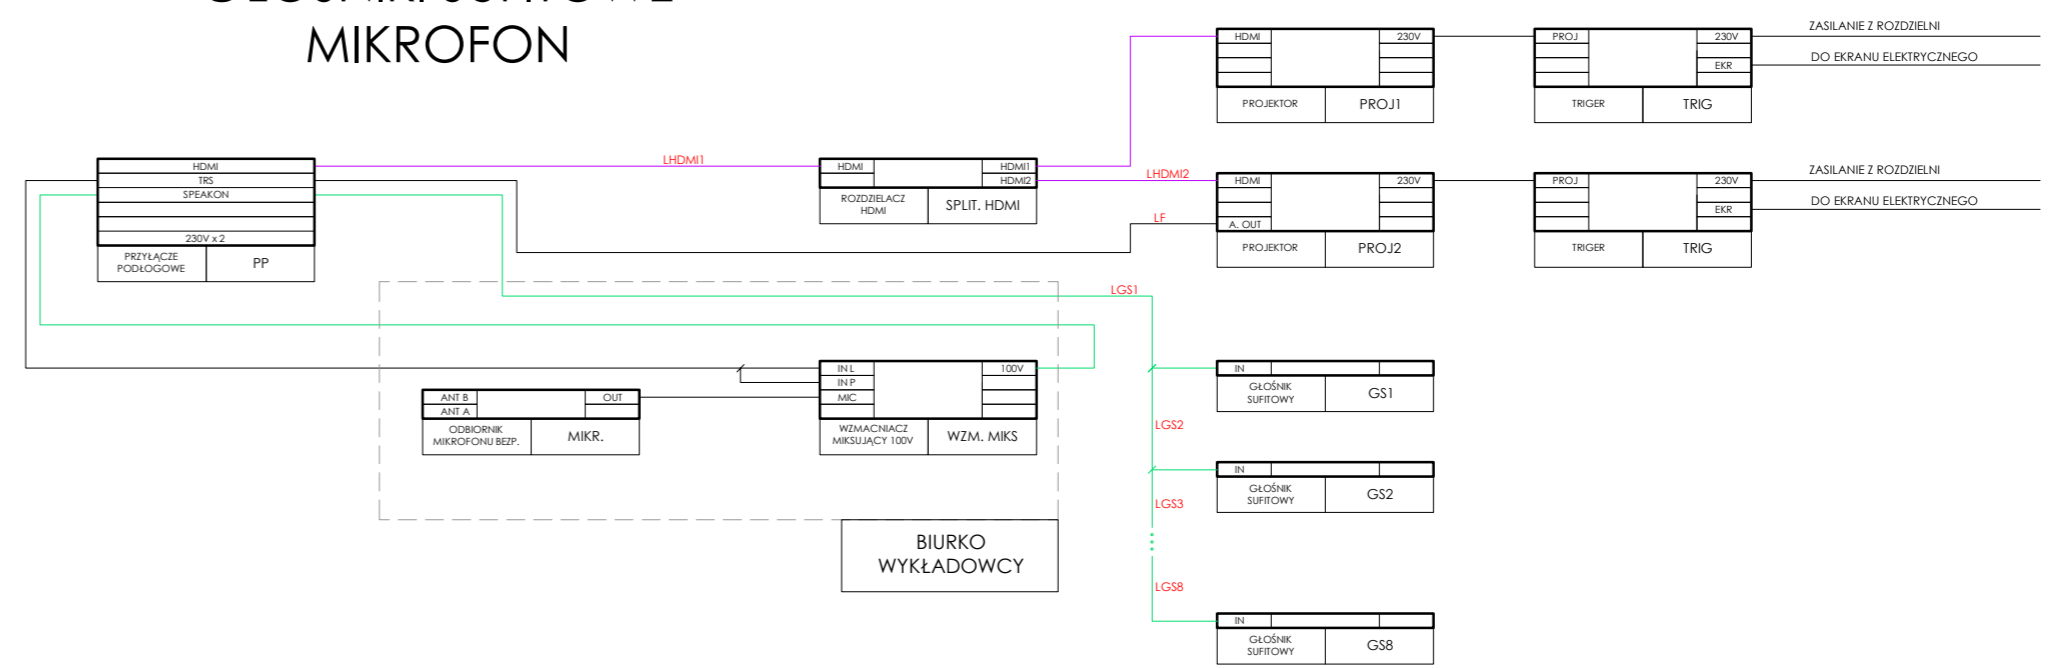 MIKROFON
HDMI
230V
PROJEKTOR
PROJ1
PROJ
230V
EKR
TRIGER
TRIG
ZASILANIE Z ROZDZIELNI
DO EKRANU ELEKTRYCZNEGO
HDMI
TRS
SPEAKON
230V x 2
PRZYŁĄCZE
PODŁOGOWE
PP
LHDMI1
HDMI
HDMI1
HDMI2
ROZDZIELACZ
HDMI
SPLIT. HDMI
LHDMI2
LF
HDMI
230V
A. OUT
PROJEKTOR
PROJ2
PROJ
230V
EKR
TRIGER
TRIG
ZASILANIE Z ROZDZIELNI
DO EKRANU ELEKTRYCZNEGO
LGS1
ANT B
ANT A
OUT
ODBIORNIK
MIKROFONU BEZP.
MIKR.
IN L
IN P
MIC
100V
WZMACNIACZ
MIKSUJĄCY 100V
WZM. MIKS
BIURKO
WYKŁADOWCY
IN
GŁOŚNIK
SUFITOWY
GS1
LGS2
IN
GŁOŚNIK
SUFITOWY
GS2
LGS3
LGS8
IN
GŁOŚNIK
SUFITOWY
GS8